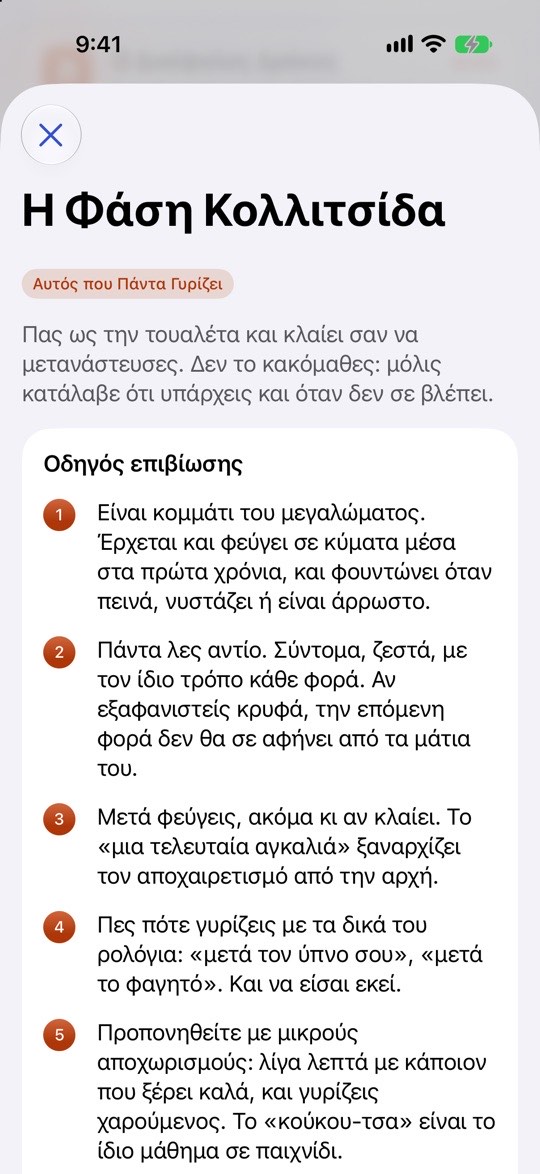 9:41
Η Φάση Κολλιτσίδα
Αυτός που Πάντα Γυρίζει
Πας ως την τουαλέτα και κλαίει σαν να
μετανάστευσες. Δεν το κακόμαθες: μόλις
κατάλαβε ότι υπάρχεις και όταν δεν σε βλέπει.
Οδηγός επιβίωσης
1 Είναι κομμάτι του μεγαλώματος.
Έρχεται και φεύγει σε κύματα μέσα
στα πρώτα χρόνια, και φουντώνει όταν
πεινά, νυστάζει ή είναι άρρωστο.
2 Πάντα λες αντίο. Σύντομα, ζεστά, με
τον ίδιο τρόπο κάθε φορά. Αν
εξαφανιστείς κρυφά, την επόμενη
φορά δεν θα σε αφήνει από τα μάτια
του.
3 Μετά φεύγεις, ακόμα κι αν κλαίει. Το
«μια τελευταία αγκαλιά» ξαναρχίζει
τον αποχαιρετισμό από την αρχή.
4 Πες πότε γυρίζεις με τα δικά του
ρολόγια: «μετά τον ύπνο σου», «μετά
το φαγητό». Και να είσαι εκεί.
5 Προπονηθείτε με μικρούς
αποχωρισμούς: λίγα λεπτά με κάποιον
που ξέρει καλά, και γυρίζεις
χαρούμενος. Το «κούκου-τσα» είναι το
ίδιο μάθημα σε παιχνίδι.